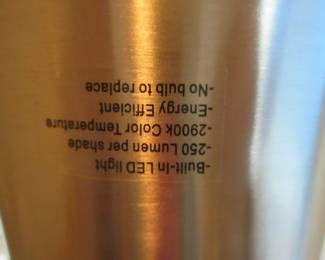 -Built-In LED light
-250 Lumen per shade
-2900k Color Temperature
-Energy Efficient
-No bulb to replace